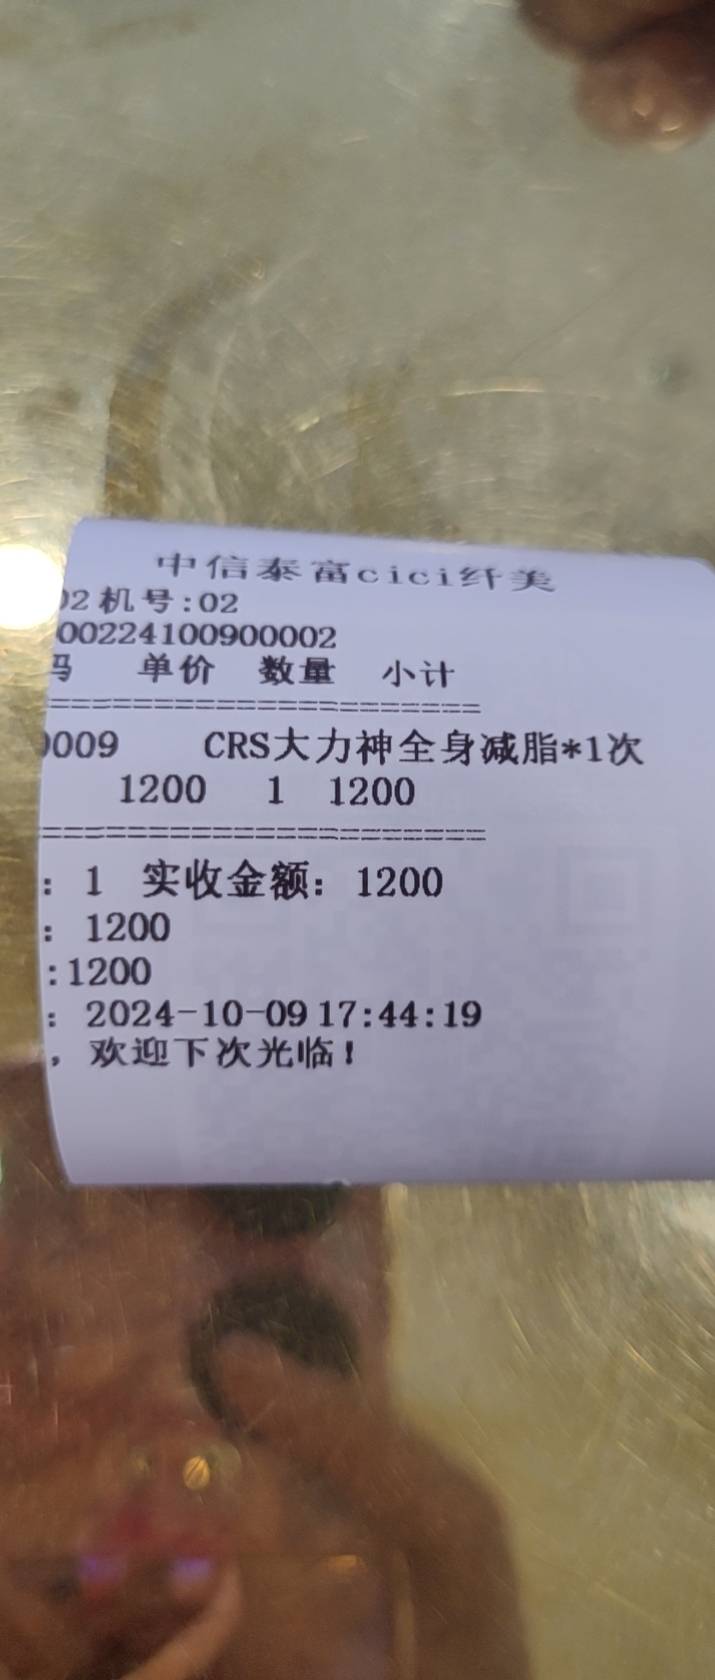 中信泰富cici纤美
02机号:02
00224100900002
码 单价 数量 小计
=====================
0009 CRS大力神全身减脂*1次
1200 1 1200
=====================
: 1 实收金额: 1200
: 1200
:1200
: 2024-10-09 17:44:19
, 欢迎下次光临!